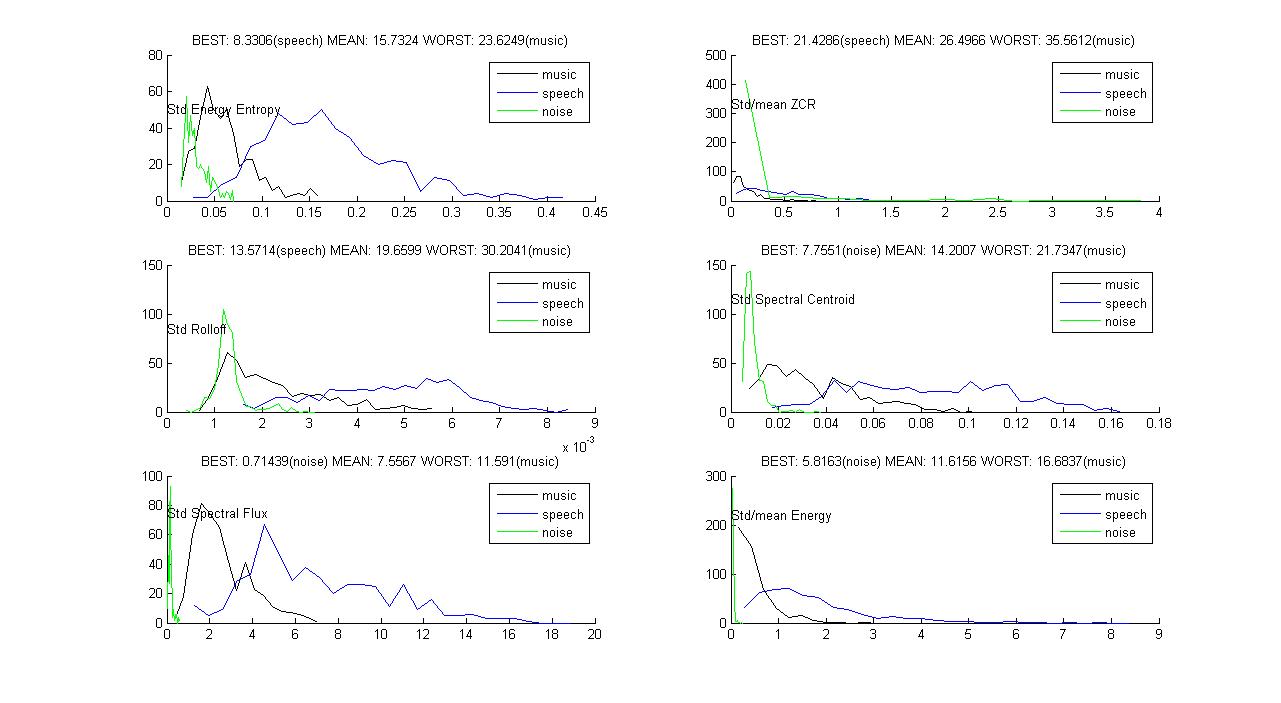 BEST: 8.3306(speech) MEAN: 15.7324 WORST: 23.6249(music)
80
60
40
20
0
Std Energy Entropy
music
speech
noise
0 0.05 0.1 0.15 0.2 0.25 0.3 0.35 0.4 0.45
BEST: 21.4286(speech) MEAN: 26.4966 WORST: 35.5612(music)
500
400
300
200
100
0
Std/mean ZCR
music
speech
noise
0 0.5 1 1.5 2 2.5 3 3.5 4
BEST: 13.5714(speech) MEAN: 19.6599 WORST: 30.2041(music)
150
100
50
0
Std Rolloff
music
speech
noise
0 1 2 3 4 5 6 7 8 9
x 10-3
BEST: 7.7551(noise) MEAN: 14.2007 WORST: 21.7347(music)
150
100
50
0
Std Spectral Centroid
music
speech
noise
0 0.02 0.04 0.06 0.08 0.1 0.12 0.14 0.16 0.18
BEST: 0.71439(noise) MEAN: 7.5567 WORST: 11.591(music)
100
80
60
40
20
0
Std Spectral Flux
music
speech
noise
0 2 4 6 8 10 12 14 16 18 20
BEST: 5.8163(noise) MEAN: 11.6156 WORST: 16.6837(music)
300
200
100
0
Std/mean Energy
music
speech
noise
0 1 2 3 4 5 6 7 8 9